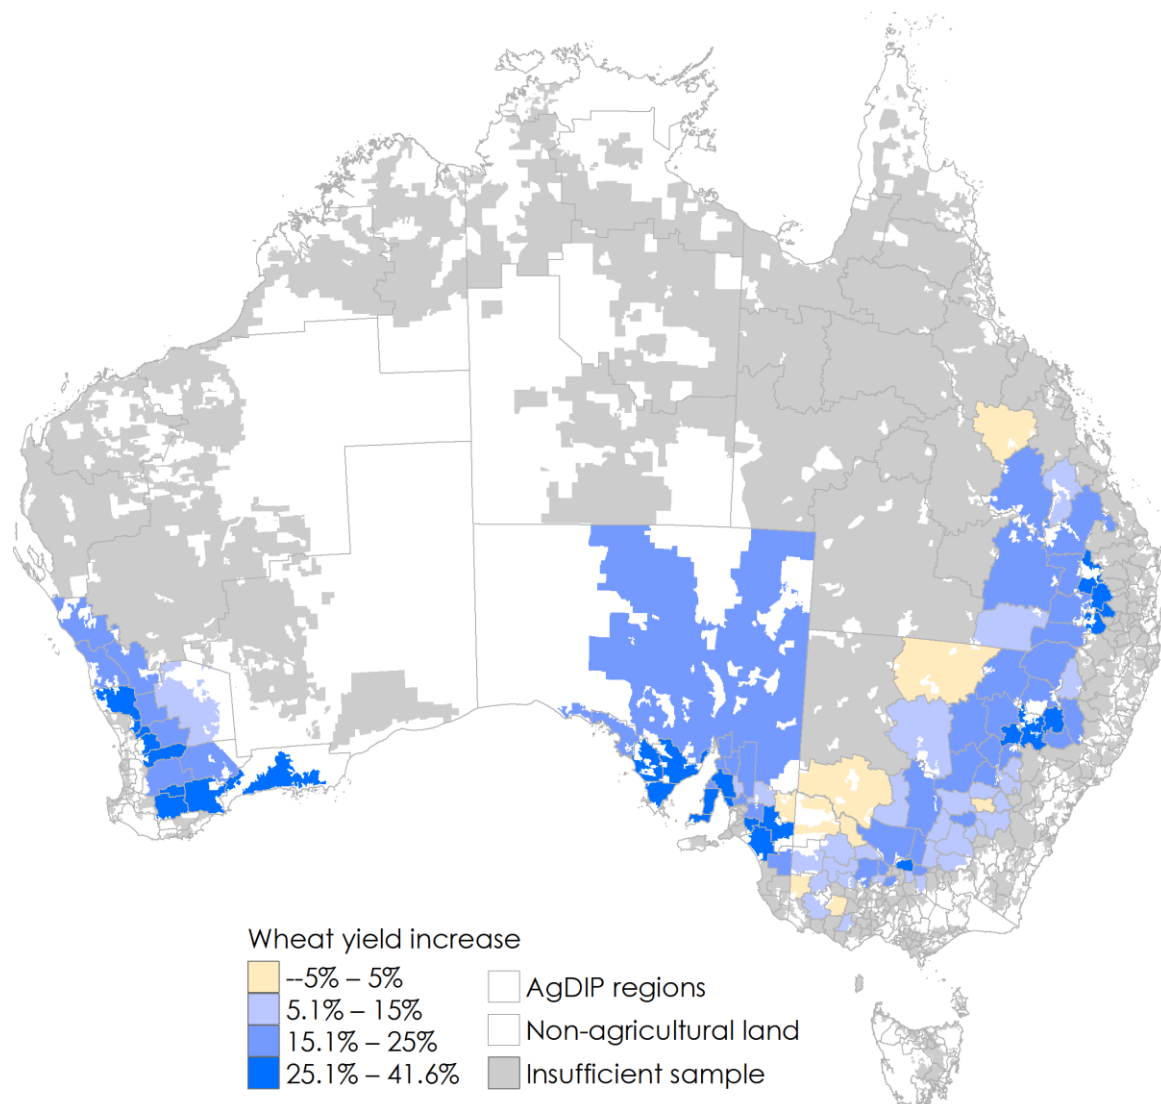 Wheat yield increase
--5% – 5%
5.1% – 15%
15.1% – 25%
25.1% – 41.6%
AgDIP regions
Non-agricultural land
Insufficient sample